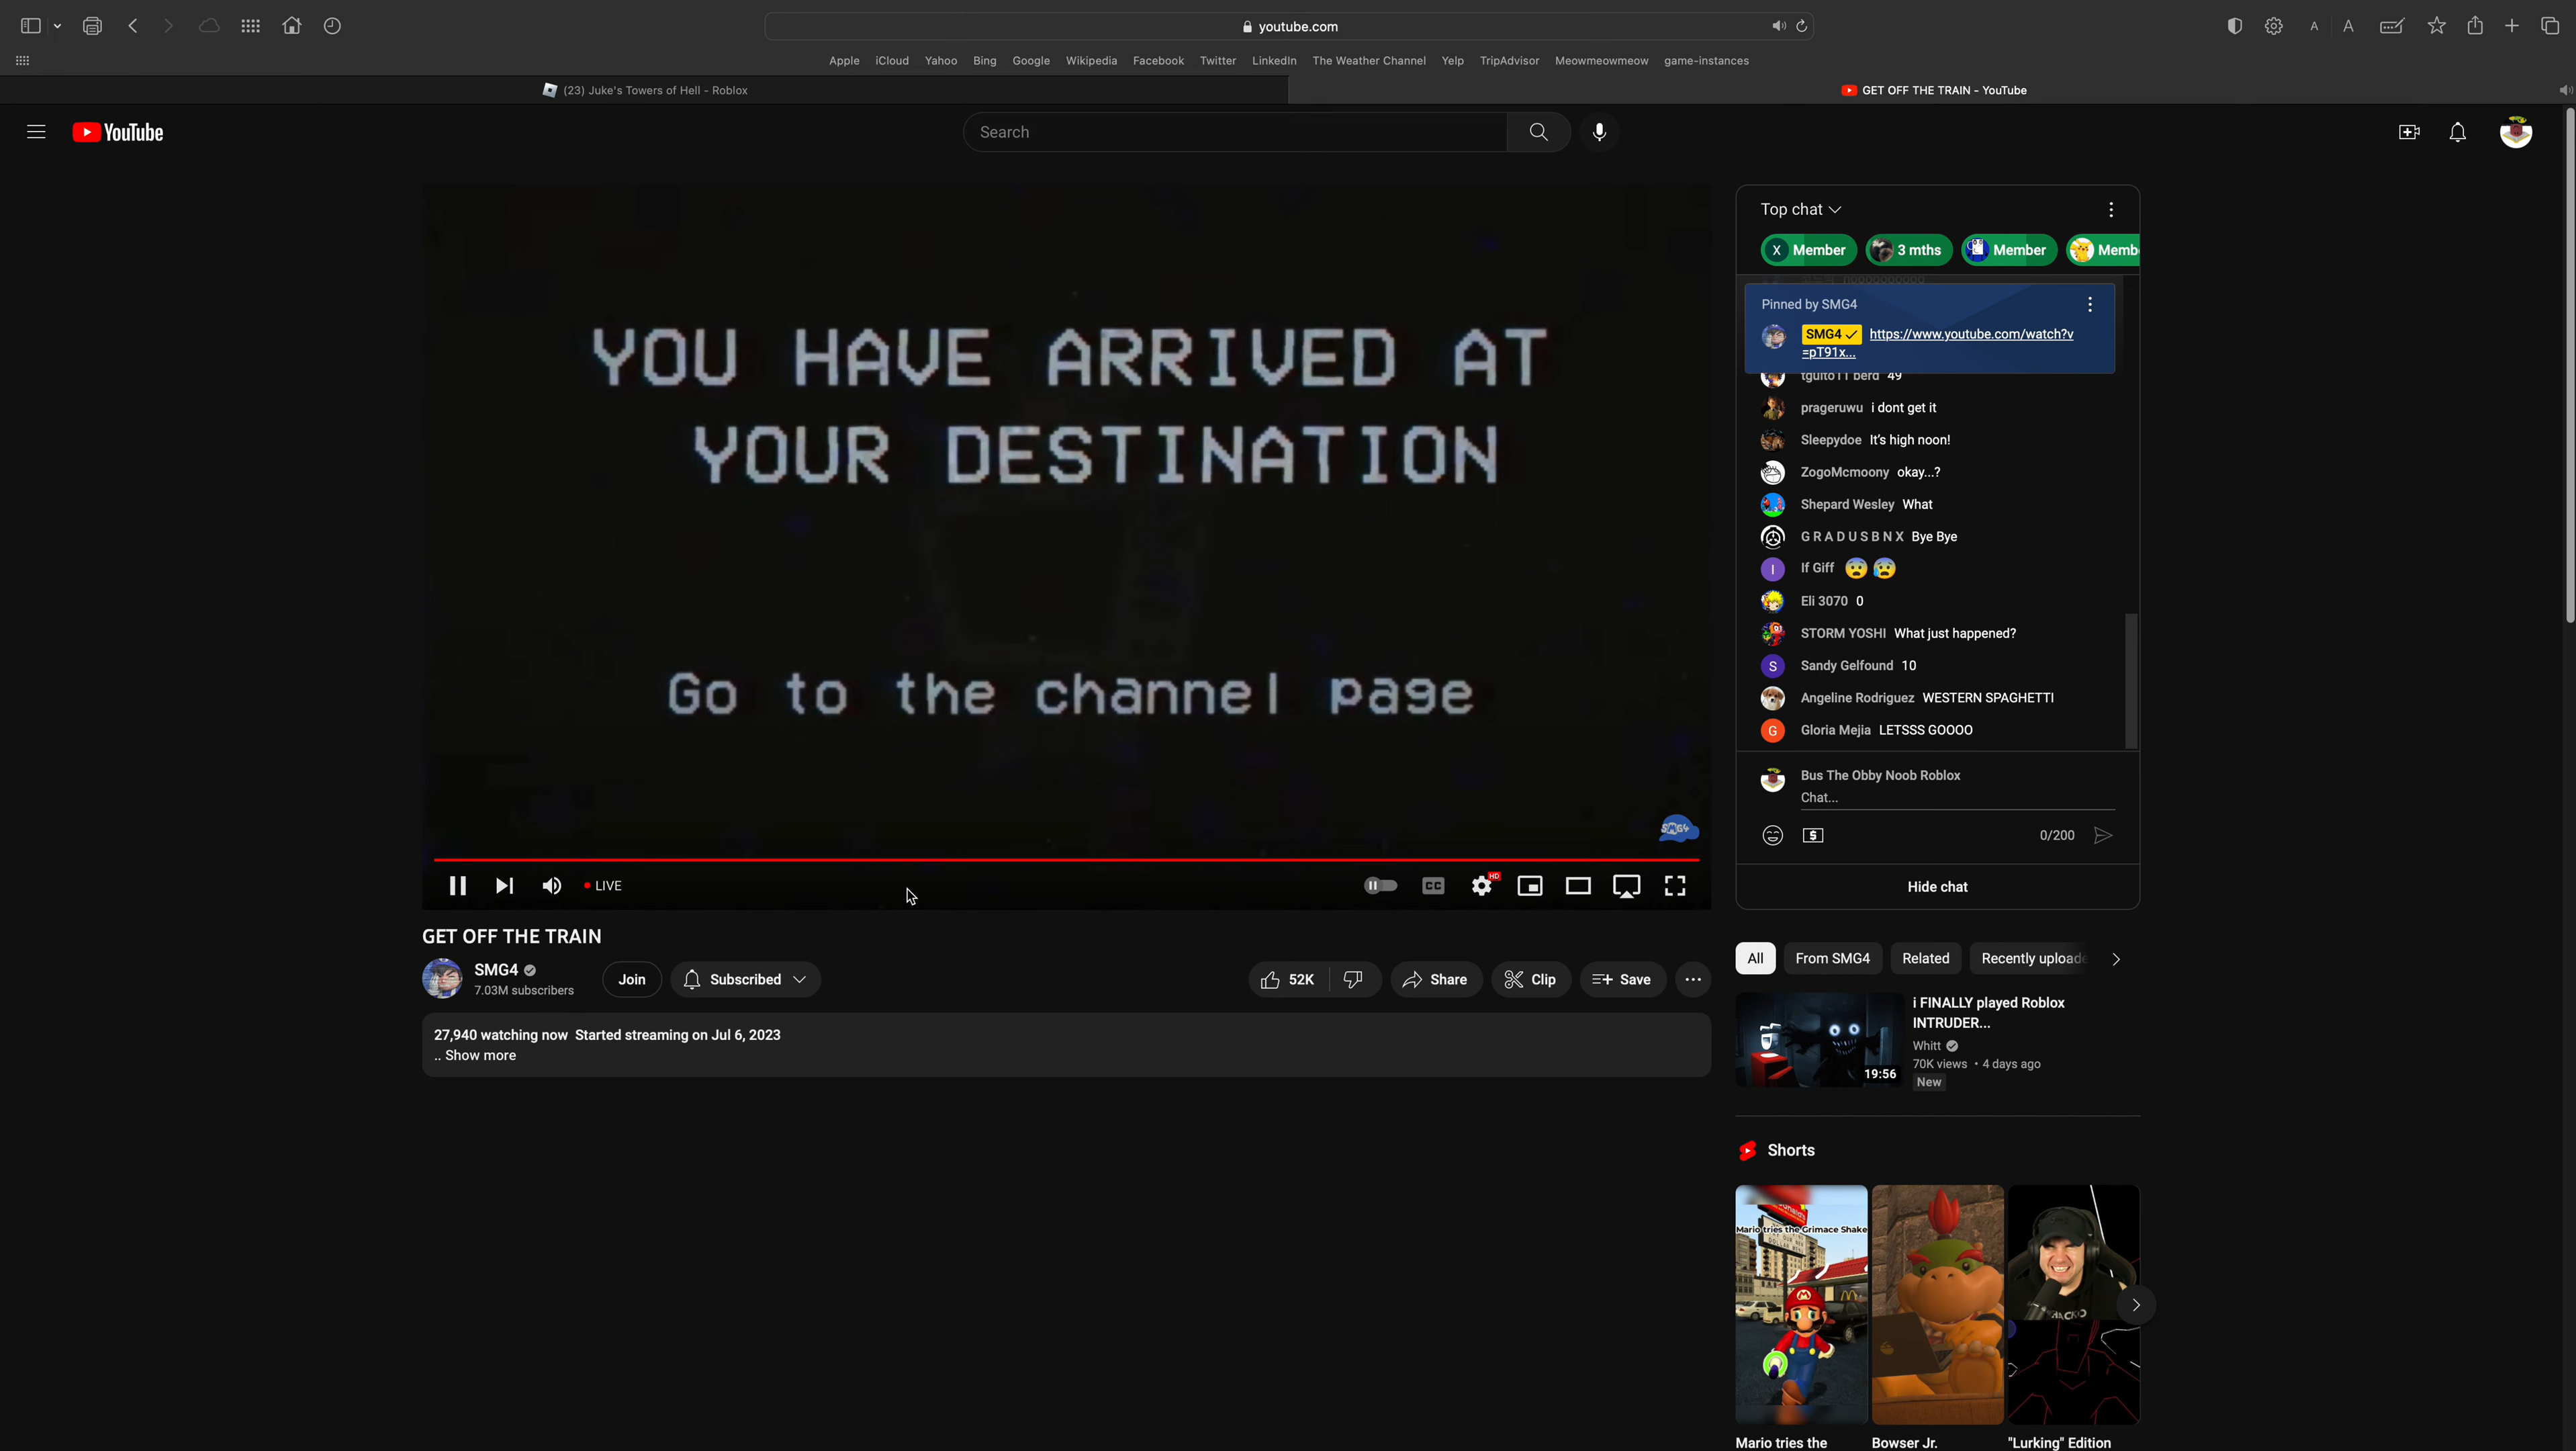 youtube.com
Apple iCloud Yahoo Bing Google Wikipedia Facebook Twitter LinkedIn The Weather Channel Yelp TripAdvisor Meowmeowmeow game-instances
(23) Juke's Towers of Hell - Roblox
GET OFF THE TRAIN - YouTube
YouTube
Search
YOU HAVE ARRIVED AT
YOUR DESTINATION
Go to the channel page
SMG4
LIVE
CC
HD
GET OFF THE TRAIN
SMG4
7.03M subscribers
Join
Subscribed
52K
Share
Clip
Save
27,940 watching now Started streaming on Jul 6, 2023
.. Show more
Top chat
X Member
3 mths
Member
Memb
Pinned by SMG4
SMG4 https://www.youtube.com/watch?v
=pT91x...
tguito11 berd 49
prageruwu i dont get it
Sleepydoe It's high noon!
ZogoMcmoony okay...?
Shepard Wesley What
G R A D U S B N X Bye Bye
I If Giff 😨 😰
Eli 3070 0
STORM YOSHI What just happened?
S Sandy Gelfound 10
Angeline Rodriguez WESTERN SPAGHETTI
G Gloria Mejia LETSSS GOOOO
Bus The Obby Noob Roblox
Chat...
0/200
Hide chat
All
From SMG4
Related
Recently uploade
19:56
i FINALLY played Roblox
INTRUDER...
Whitt
70K views • 4 days ago
New
Shorts
Mario tries the Grimace Shake
Mario tries the
Bowser Jr.
"Lurking" Edition